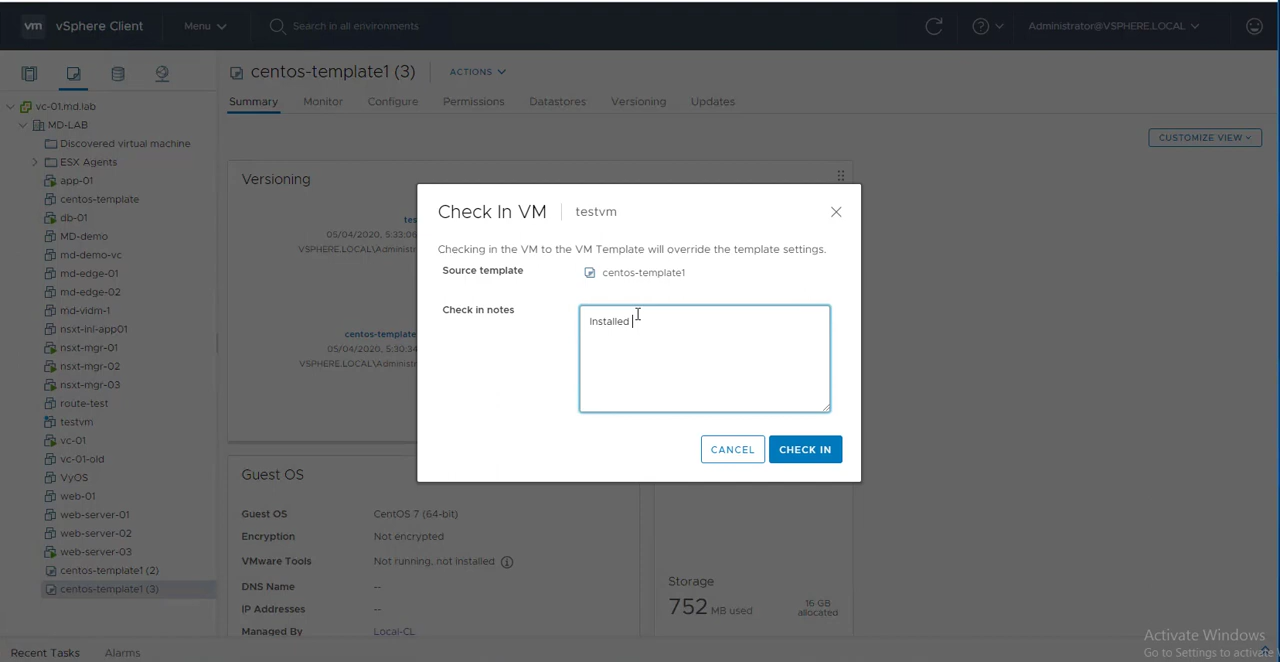 vm vSphere Client Menu Search in all environments Administrator@VSPHERE.LOCAL
centos-template1 (3) ACTIONS
Summary Monitor Configure Permissions Datastores Versioning Updates
CUSTOMIZE VIEW
vc-01.md.lab
MD-LAB
Discovered virtual machine
ESX Agents
app-01
centos-template
db-01
MD-demo
md-demo-vc
md-edge-01
md-edge-02
md-vidm-1
nsxt-inl-app01
nsxt-mgr-01
nsxt-mgr-02
nsxt-mgr-03
route-test
testvm
vc-01
vc-01-old
VyOS
web-01
web-server-01
web-server-02
web-server-03
centos-template1 (2)
centos-template1 (3)
Versioning
05/04/2020, 5:33:06
VSPHERE.LOCAL\Administr
centos-template
05/04/2020, 5:30:34
VSPHERE.LOCAL\Administr
Check In VM testvm
Checking in the VM to the VM Template will override the template settings.
Source template centos-template1
Check in notes
Installed
CANCEL CHECK IN
Guest OS
Guest OS CentOS 7 (64-bit)
Encryption Not encrypted
VMware Tools Not running, not installed
DNS Name --
IP Addresses --
Managed By Local-CL
Storage
752 MB used
16 GB
allocated
Recent Tasks Alarms
Activate Windows
Go to Settings to activate